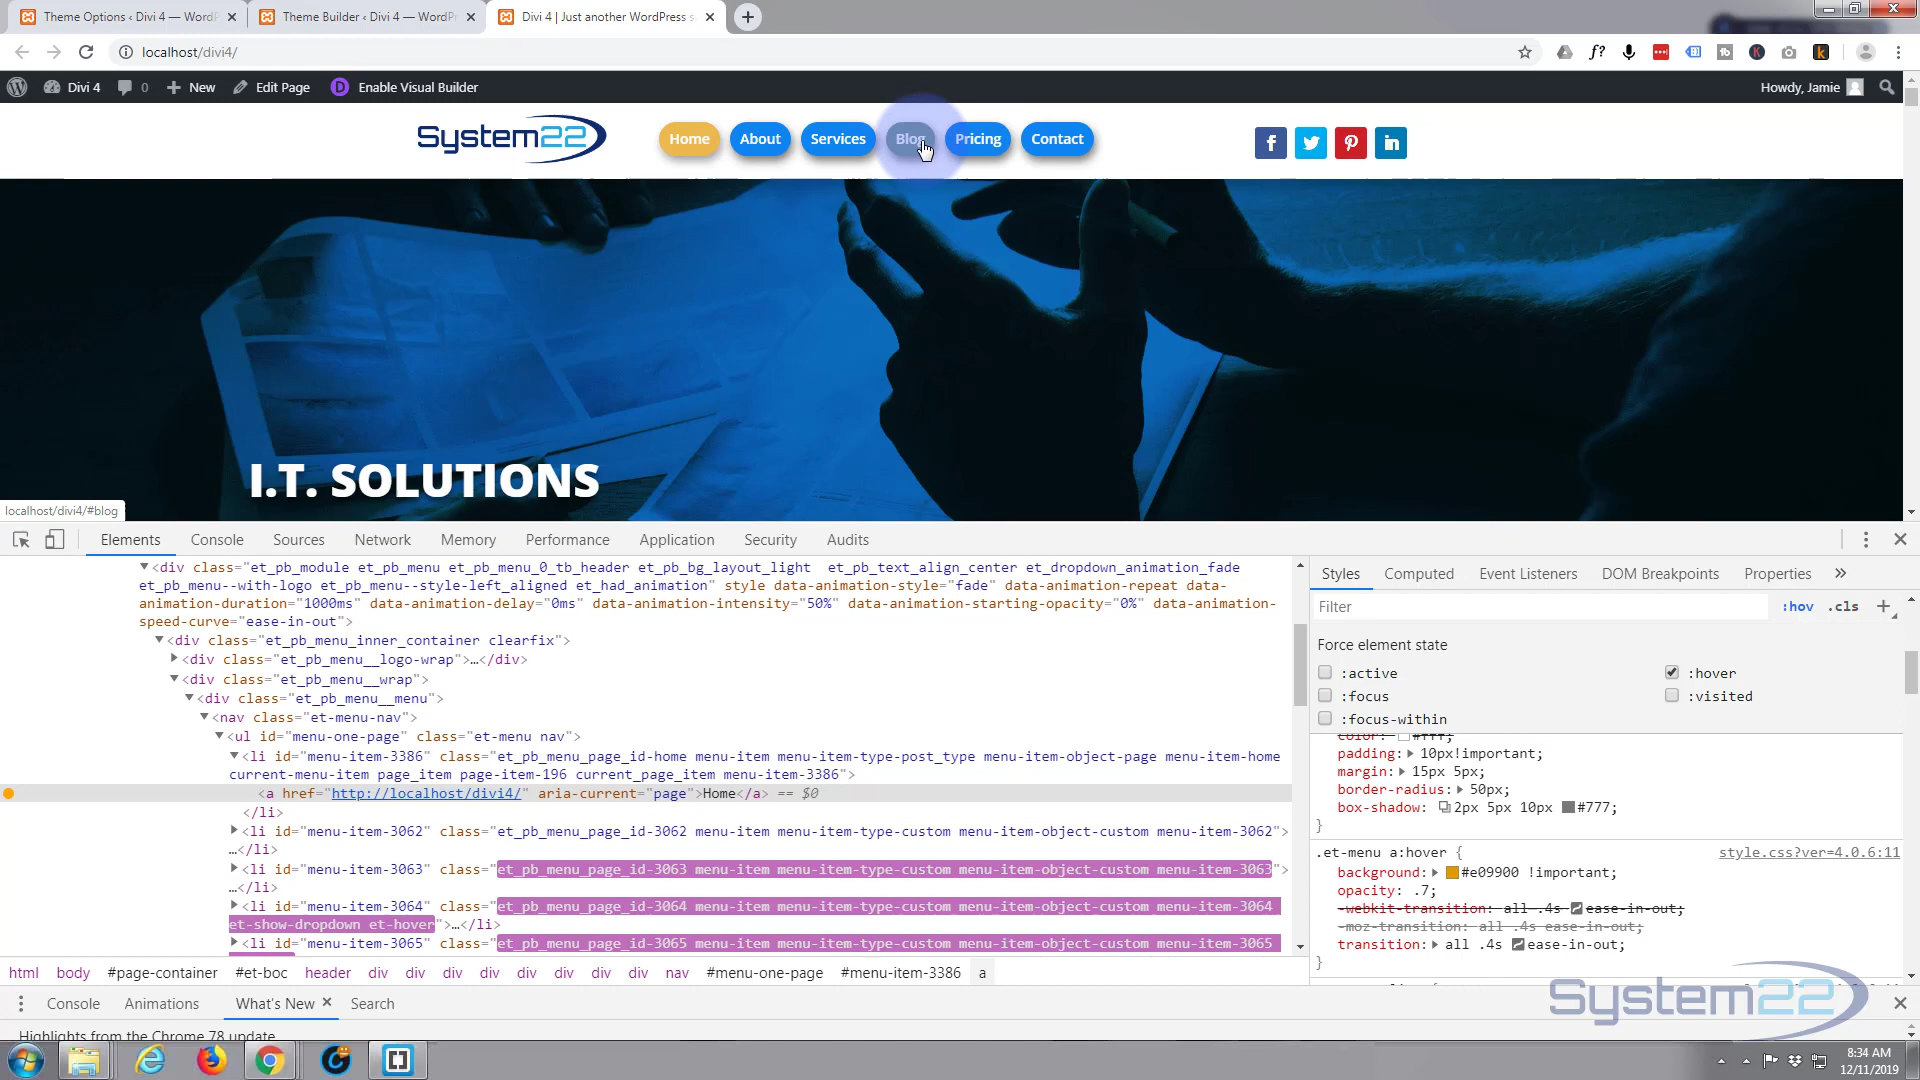 Theme Options ‹ Divi 4 — WordP
Theme Builder ‹ Divi 4 — WordPr
Divi 4 | Just another WordPress s
localhost/divi4/
Divi 4
0
New
Edit Page
D
Enable Visual Builder
Howdy, Jamie
System22
Home
About
Services
Blog
Pricing
Contact
I.T. SOLUTIONS
localhost/divi4/#blog
Elements
Console
Sources
Network
Memory
Performance
Application
Security
Audits
<div class="et_pb_module et_pb_menu et_pb_menu_0_tb_header et_pb_bg_layout_light  et_pb_text_align_center et_dropdown_animation_fade
et_pb_menu--with-logo et_pb_menu--style-left_aligned et_had_animation" style data-animation-style="fade" data-animation-repeat data-
animation-duration="1000ms" data-animation-delay="0ms" data-animation-intensity="50%" data-animation-starting-opacity="0%" data-animation-
speed-curve="ease-in-out">
<div class="et_pb_menu_inner_container clearfix">
<div class="et_pb_menu__logo-wrap">…</div>
<div class="et_pb_menu__wrap">
<div class="et_pb_menu__menu">
<nav class="et-menu-nav">
<ul id="menu-one-page" class="et-menu nav">
<li id="menu-item-3386" class="et_pb_menu_page_id-home menu-item menu-item-type-post_type menu-item-object-page menu-item-home
current-menu-item page_item page-item-196 current_page_item menu-item-3386">
<a href="http://localhost/divi4/" aria-current="page">Home</a> == $0
</li>
<li id="menu-item-3062" class="et_pb_menu_page_id-3062 menu-item menu-item-type-custom menu-item-object-custom menu-item-3062">
…</li>
<li id="menu-item-3063" class="et_pb_menu_page_id-3063 menu-item menu-item-type-custom menu-item-object-custom menu-item-3063">
…</li>
<li id="menu-item-3064" class="et_pb_menu_page_id-3064 menu-item menu-item-type-custom menu-item-object-custom menu-item-3064
et-show-dropdown et-hover">…</li>
<li id="menu-item-3065" class="et_pb_menu_page_id-3065 menu-item menu-item-type-custom menu-item-object-custom menu-item-3065
html
body
#page-container
#et-boc
header
div
div
div
div
div
div
div
div
nav
#menu-one-page
#menu-item-3386
a
Styles
Computed
Event Listeners
DOM Breakpoints
Properties
»
Filter
:hov
.cls
Force element state
:active
:hover
:focus
:visited
:focus-within
color: #fff;
padding: 10px!important;
margin: 15px 5px;
border-radius: 50px;
box-shadow: 2px 5px 10px #777;
}
.et-menu a:hover {
style.css?ver=4.0.6:11
background: #e09900 !important;
opacity: .7;
-webkit-transition: all .4s ease-in-out;
-moz-transition: all .4s ease-in-out;
transition: all .4s ease-in-out;
}
Console
Animations
What's New
Search
Highlights from the Chrome 78 update
System22
8:34 AM
12/11/2019